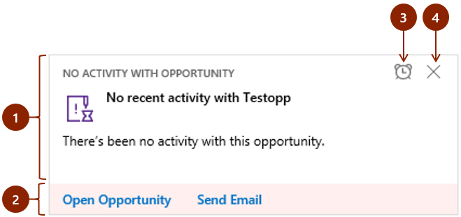 3 4
NO ACTIVITY WITH OPPORTUNITY
No recent activity with Testopp
1
There's been no activity with this opportunity.
2
Open Opportunity Send Email